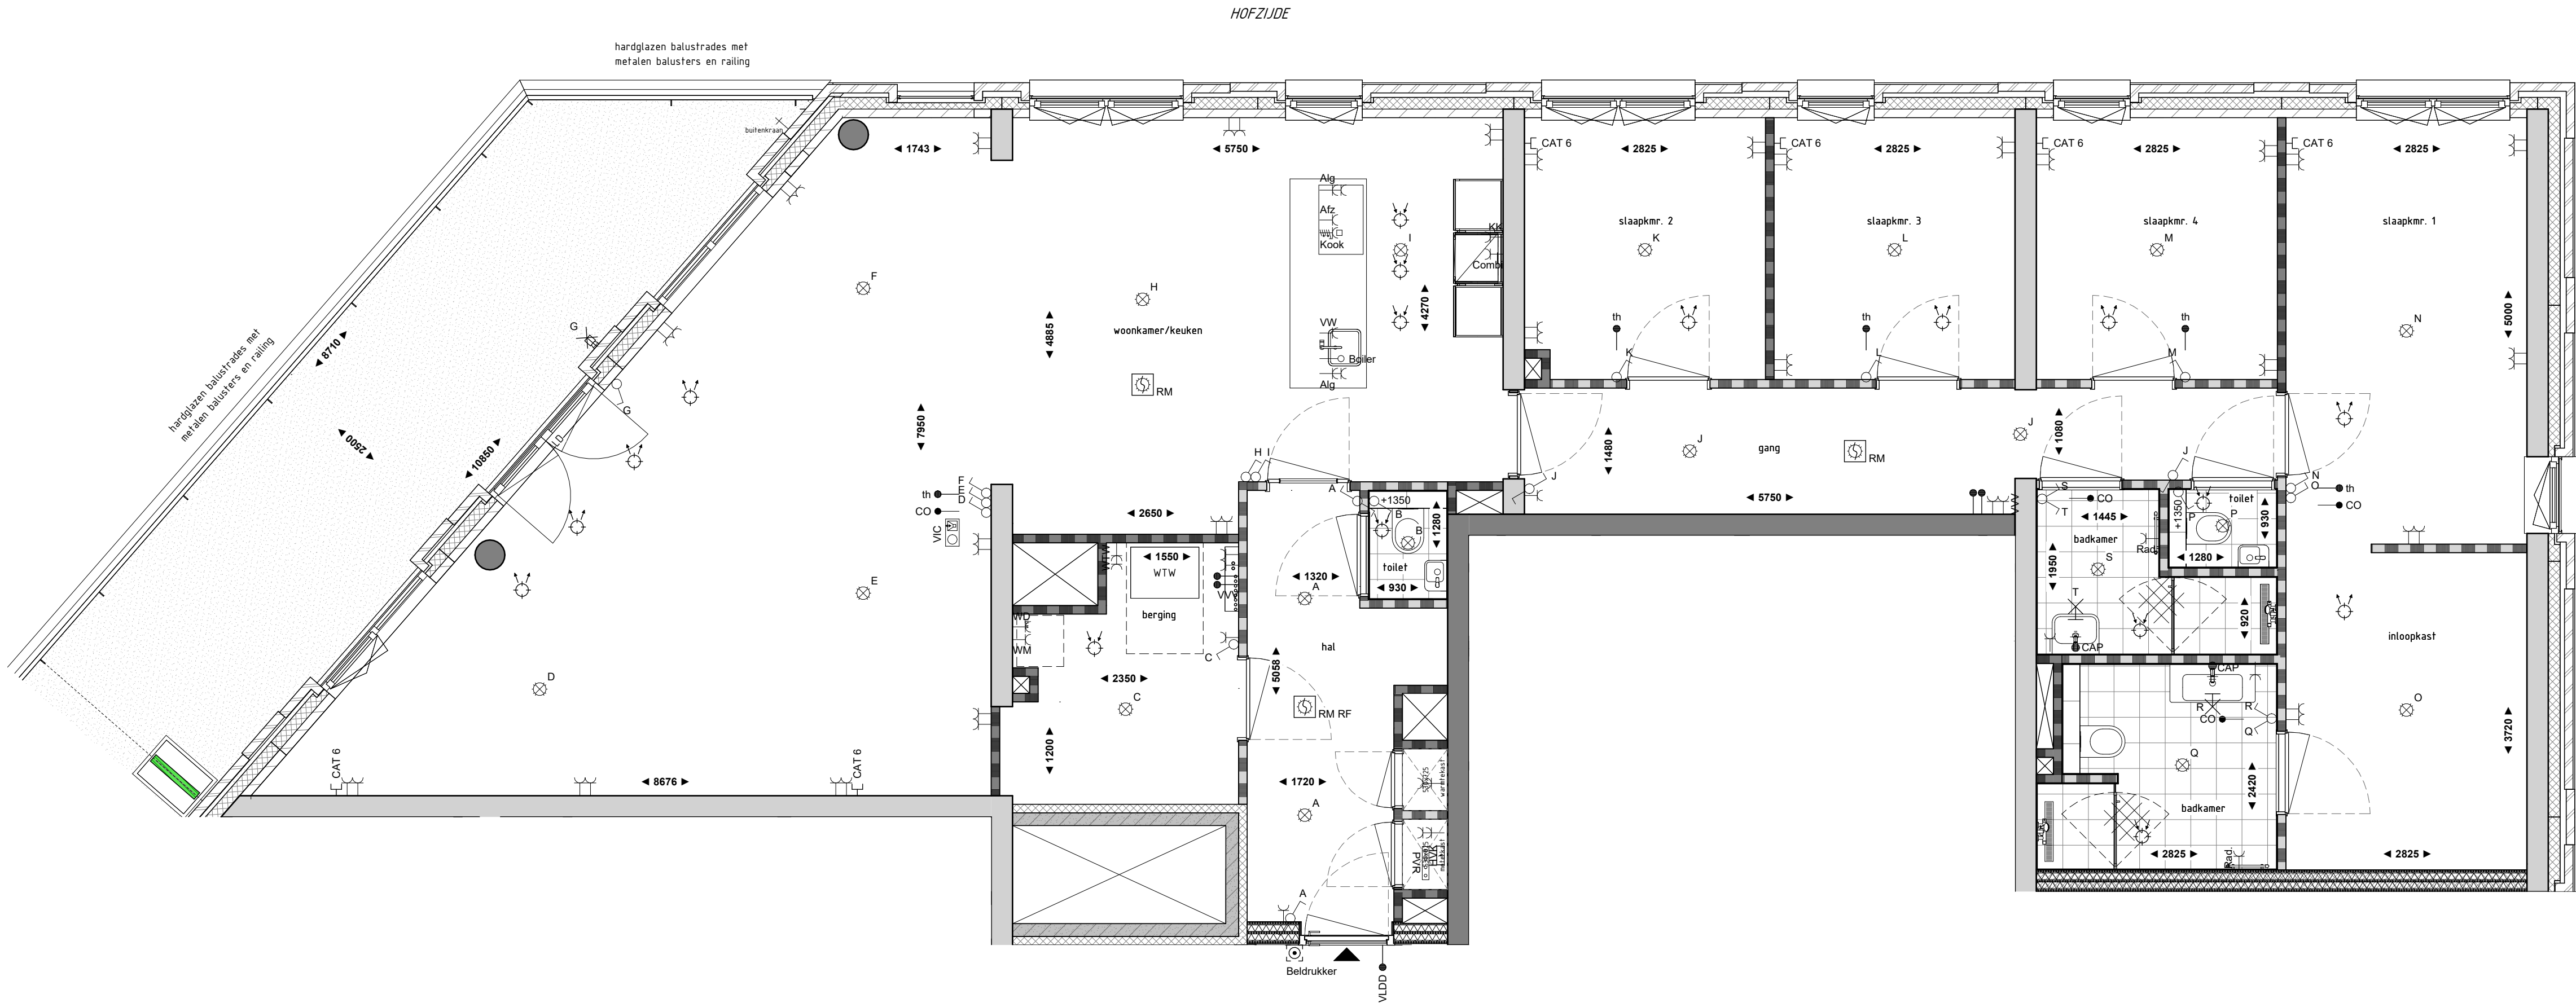 HOFZIJDE
hardglazen balustrades met
metalen balusters en railing
buitenkraan
◄ 1743 ►
◄ 5750 ►
CAT 6
◄ 2825 ►
CAT 6
◄ 2825 ►
CAT 6
◄ 2825 ►
CAT 6
◄ 2825 ►
Alg
Afz
Kook
I
KK
Combi
slaapkmr. 2
K
slaapkmr. 3
L
slaapkmr. 4
M
slaapkmr. 1
N
F
H
woonkamer/keuken
◄ 4885 ►
◄ 4270 ►
◄ 5000 ►
VW
Boiler
Alg
th
K
th
L
th
M
G
G
RM
hardglazen balustrades met
metalen balusters en railing
◄ 8710 ►
◄ 2500 ►
◄ 10850 ►
LD
◄ 7950 ►
H I
J
gang
RM
J
◄ 1480 ►
◄ 1080 ►
◄ 5750 ►
J
J
N
O
th
CO
F
E
D
th
CO
VIC
◄ 2650 ►
A
+1350
B
B
◄ 1280 ►
toilet
◄ 930 ►
S
T
CO
◄ 1445 ►
badkamer
S
Rad.
◄ 1950 ►
T
CAP
+1350
P
P
toilet
◄ 930 ►
◄ 1280 ►
◄ 920 ►
WTW
◄ 1550 ►
WTW
berging
◄ 1320 ►
A
E
D
WD
WM
C
◄ 2350 ►
C
hal
◄ 5058 ►
RM RF
inloopkast
O
◄ 3720 ►
CAP
R
CO
R
Q
Q
◄ 2420 ►
badkamer
◄ 2825 ►
Rad.
◄ 2825 ►
CAT 6
◄ 8676 ►
CAT 6
◄ 1200 ►
◄ 1720 ►
A
warmtekast
meterkast
PVR
HVK
A
Beldrukker
VLDD